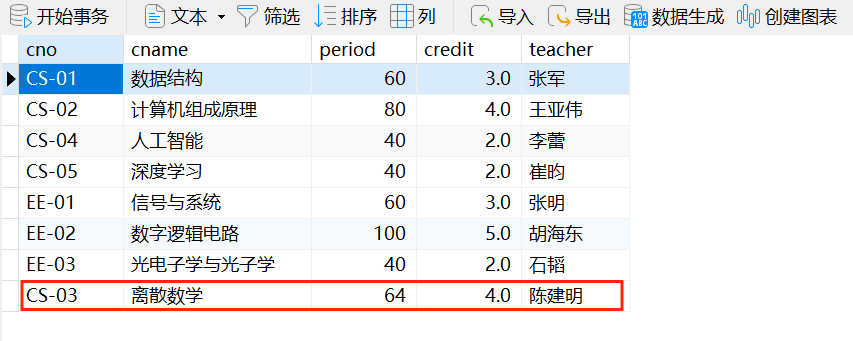 开始事务 文本 筛选 排序 列 导入 导出 数据生成 创建图表
cno cname period credit teacher
CS-01 数据结构 60 3.0 张军
CS-02 计算机组成原理 80 4.0 王亚伟
CS-04 人工智能 40 2.0 李蕾
CS-05 深度学习 40 2.0 崔昀
EE-01 信号与系统 60 3.0 张明
EE-02 数字逻辑电路 100 5.0 胡海东
EE-03 光电子学与光子学 40 2.0 石韬
CS-03 离散数学 64 4.0 陈建明